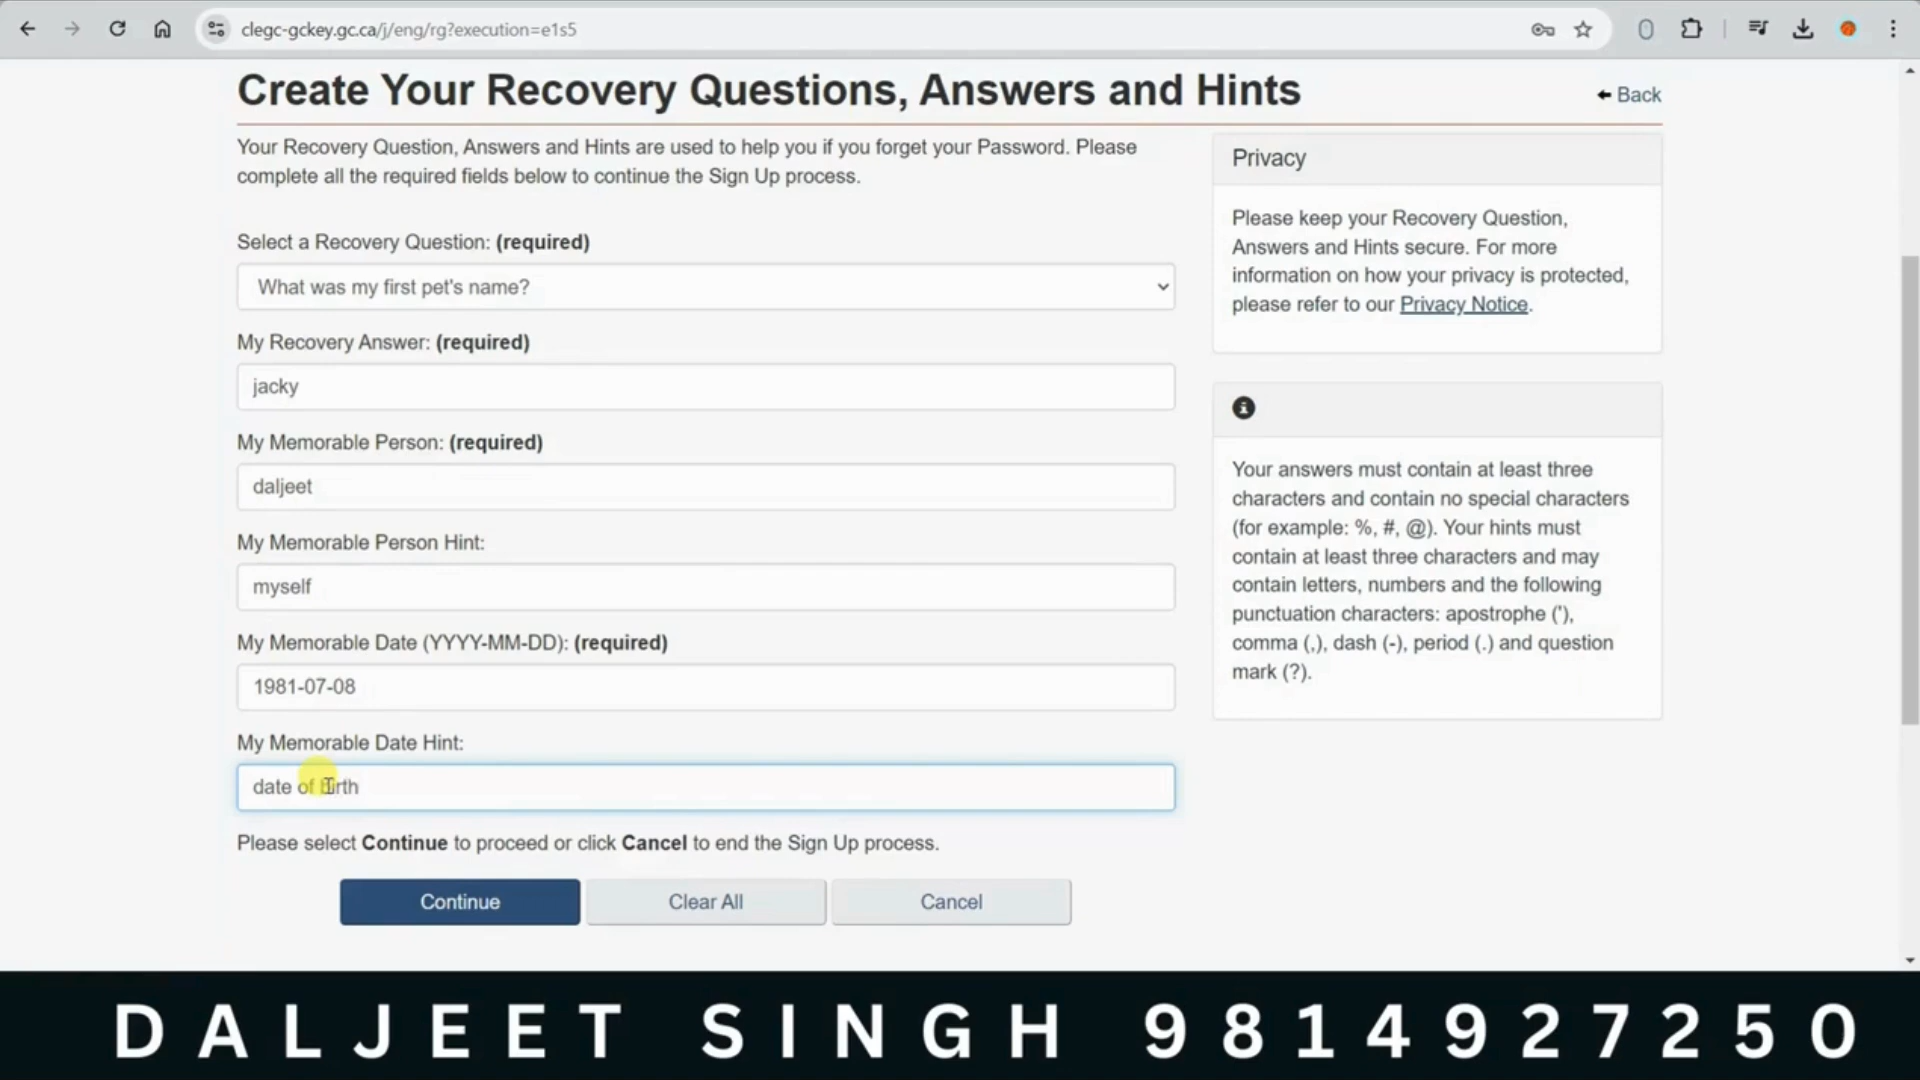 clegc-gckey.gc.ca/j/eng/rg?execution=e1s5
Create Your Recovery Questions, Answers and Hints
Back
Your Recovery Question, Answers and Hints are used to help you if you forget your Password. Please
complete all the required fields below to continue the Sign Up process.
Select a Recovery Question: (required)
What was my first pet's name?
My Recovery Answer: (required)
jacky
My Memorable Person: (required)
daljeet
My Memorable Person Hint:
myself
My Memorable Date (YYYY-MM-DD): (required)
1981-07-08
My Memorable Date Hint:
date of birth
Please select Continue to proceed or click Cancel to end the Sign Up process.
Continue
Clear All
Cancel
Privacy
Please keep your Recovery Question,
Answers and Hints secure. For more
information on how your privacy is protected,
please refer to our Privacy Notice.
Your answers must contain at least three
characters and contain no special characters
(for example: %, #, @). Your hints must
contain at least three characters and may
contain letters, numbers and the following
punctuation characters: apostrophe ('),
comma (,), dash (-), period (.) and question
mark (?).
DALJEET SINGH 9814927250